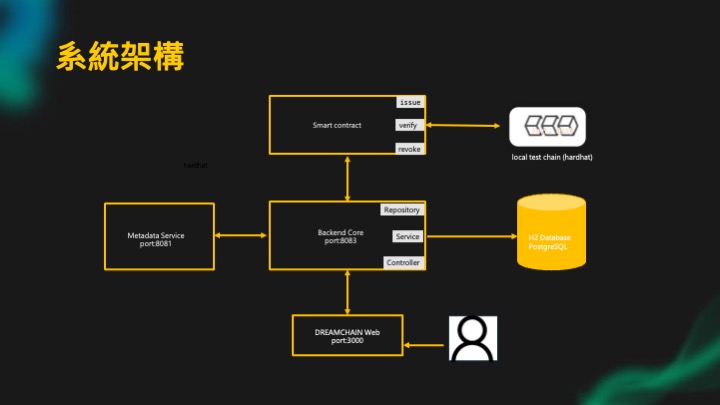 系統架構
issue
Smart contract
verify
revoke
local test chain (hardhat)
hardhat
Repository
Metadata Service
port:8081
Backend Core
port:8083
Service
Controller
H2 Database
PostgreSQL
DREAMCHAIN Web
port:3000